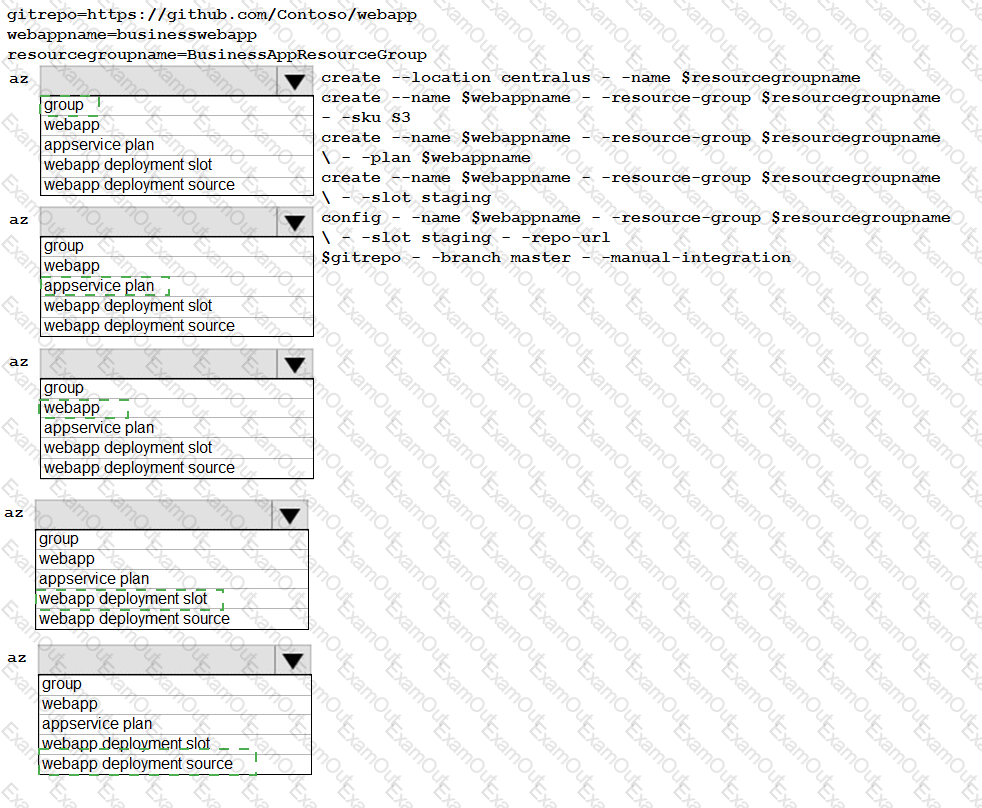 gitrepo=https://github.com/Contoso/webapp
webappname=businesswebapp
resourcegroupname=BusinessAppResourceGroup
az create --location centralus - -name $resourcegroupname
create --name $webappname - -resource-group $resourcegroupname
- -sku S3
create --name $webappname - -resource-group $resourcegroupname
\ - -plan $webappname
create --name $webappname - -resource-group $resourcegroupname
\ - -slot staging
config - -name $webappname - -resource-group $resourcegroupname
\ - -slot staging - -repo-url
$gitrepo - -branch master - -manual-integration
group
webapp
appservice plan
webapp deployment slot
webapp deployment source
az
group
webapp
appservice plan
webapp deployment slot
webapp deployment source
az
group
webapp
appservice plan
webapp deployment slot
webapp deployment source
az
group
webapp
appservice plan
webapp deployment slot
webapp deployment source
az
group
webapp
appservice plan
webapp deployment slot
webapp deployment source